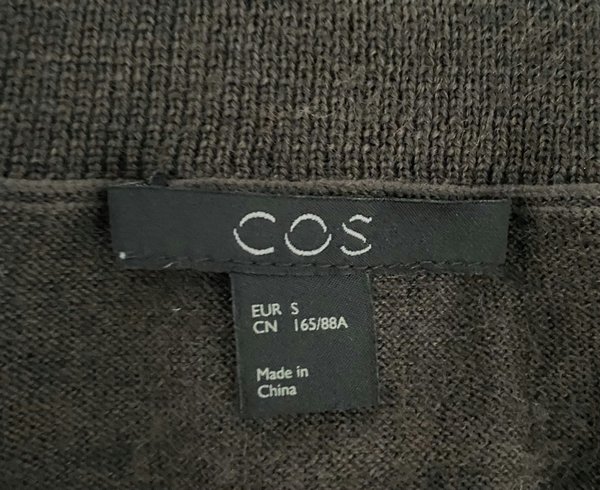 COS
EUR S
CN 165/88A
Made in
China